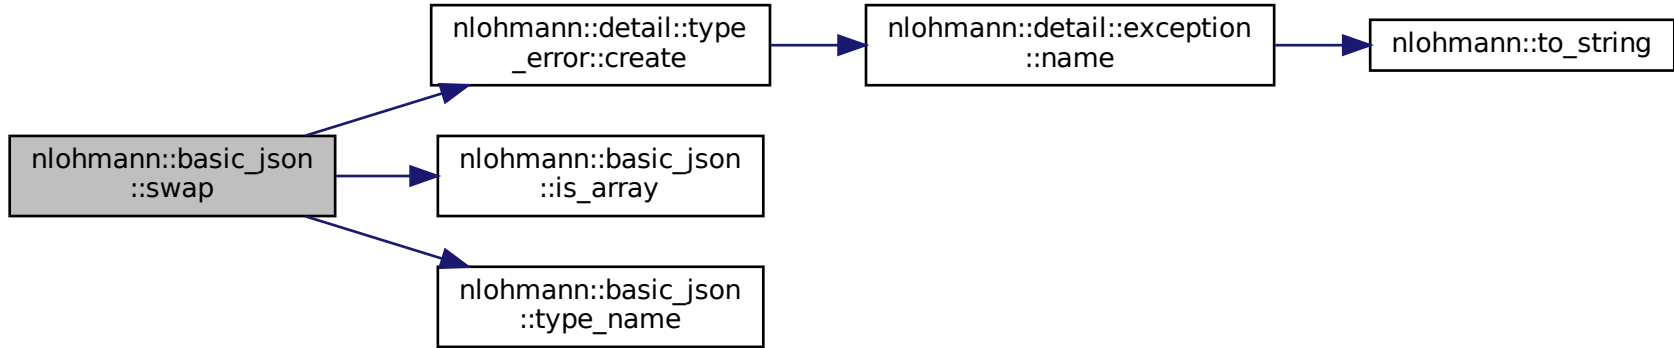 nlohmann::detail::type
_error::create
nlohmann::detail::exception
::name
nlohmann::to_string
nlohmann::basic_json
::swap
nlohmann::basic_json
::is_array
nlohmann::basic_json
::type_name